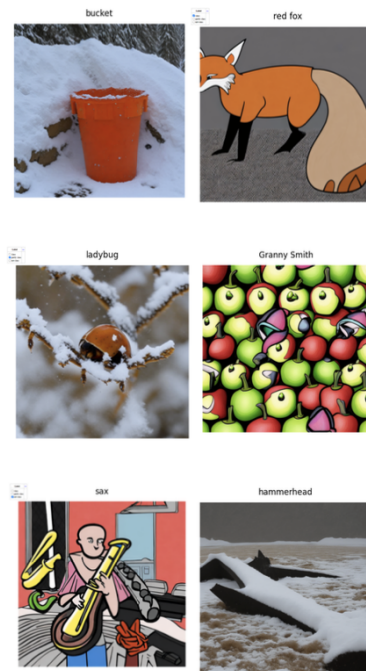 bucket
red fox
ladybug
Granny Smith
sax
hammerhead